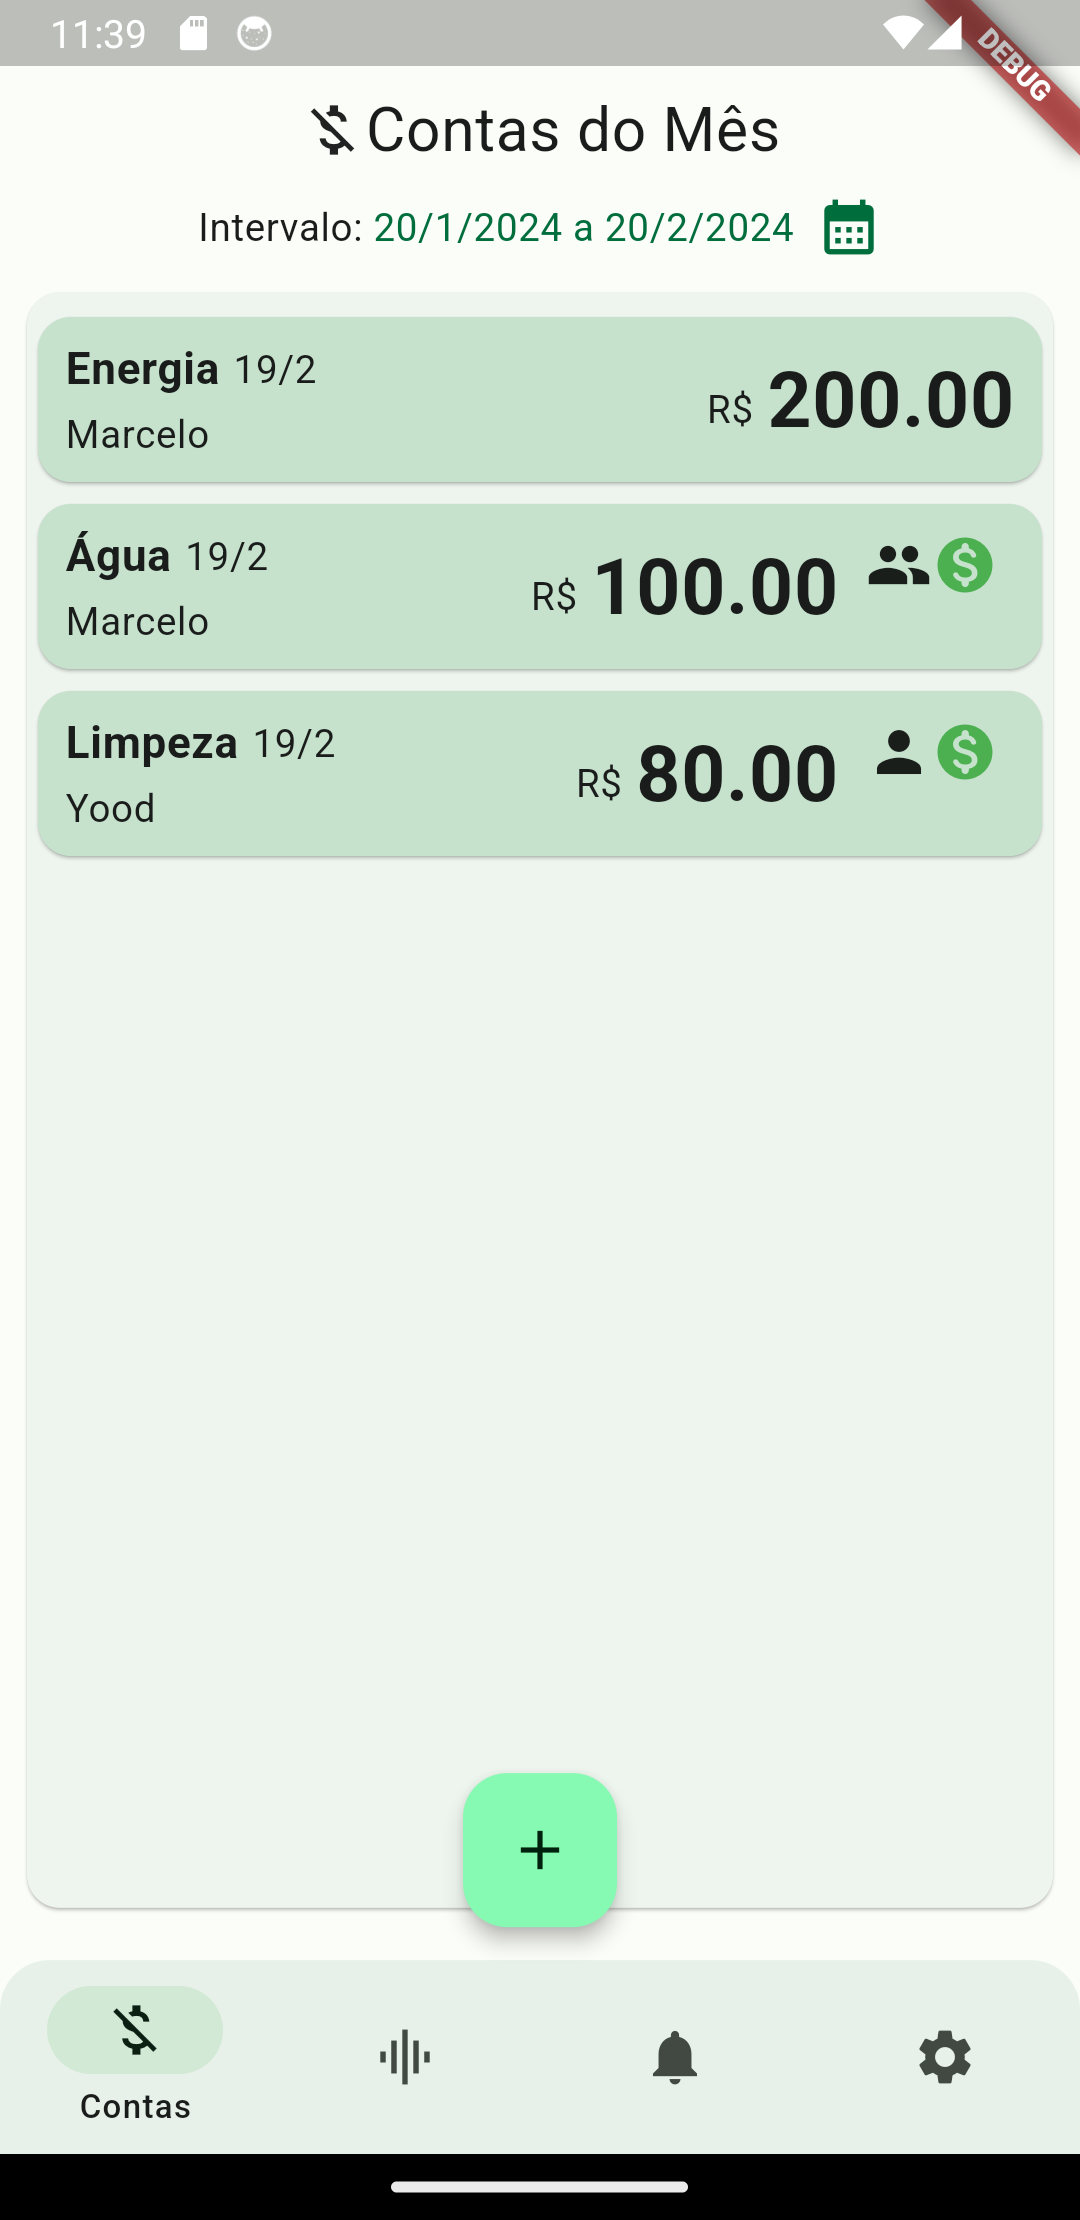 11:39
DEBUG
Contas do Mês
Intervalo: 20/1/2024 a 20/2/2024
Energia 19/2
Marcelo
R$ 200.00
Água 19/2
Marcelo
R$ 100.00
Limpeza 19/2
Yood
R$ 80.00
Contas